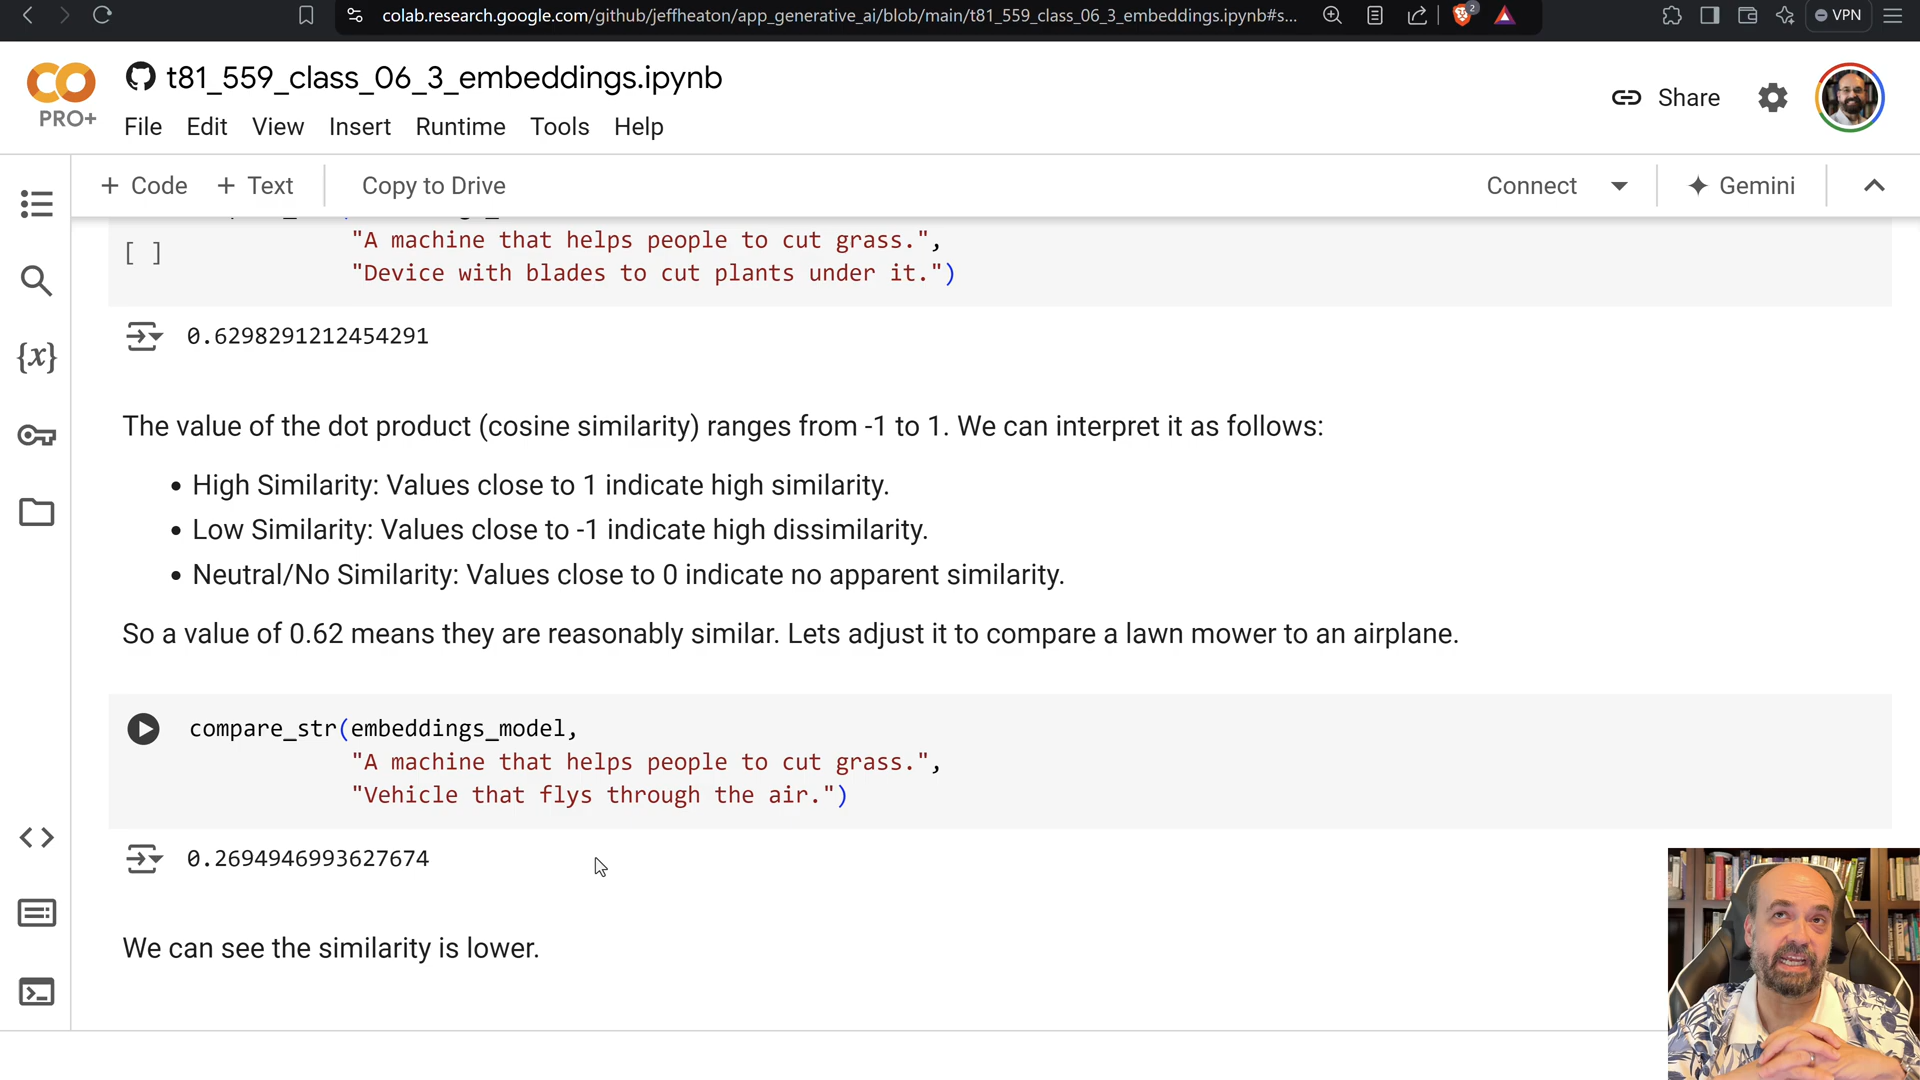 colab.research.google.com/github/jeffheaton/app_generative_ai/blob/main/t81_559_class_06_3_embeddings.ipynb#s...
2
VPN
PRO+
t81_559_class_06_3_embeddings.ipynb
Share
File Edit View Insert Runtime Tools Help
+ Code + Text Copy to Drive Connect Gemini
[ ]
"A machine that helps people to cut grass.",
"Device with blades to cut plants under it.")
0.6298291212454291
The value of the dot product (cosine similarity) ranges from -1 to 1. We can interpret it as follows:
• High Similarity: Values close to 1 indicate high similarity.
• Low Similarity: Values close to -1 indicate high dissimilarity.
• Neutral/No Similarity: Values close to 0 indicate no apparent similarity.
So a value of 0.62 means they are reasonably similar. Lets adjust it to compare a lawn mower to an airplane.
compare_str(embeddings_model,
"A machine that helps people to cut grass.",
"Vehicle that flys through the air.")
0.2694946993627674
We can see the similarity is lower.